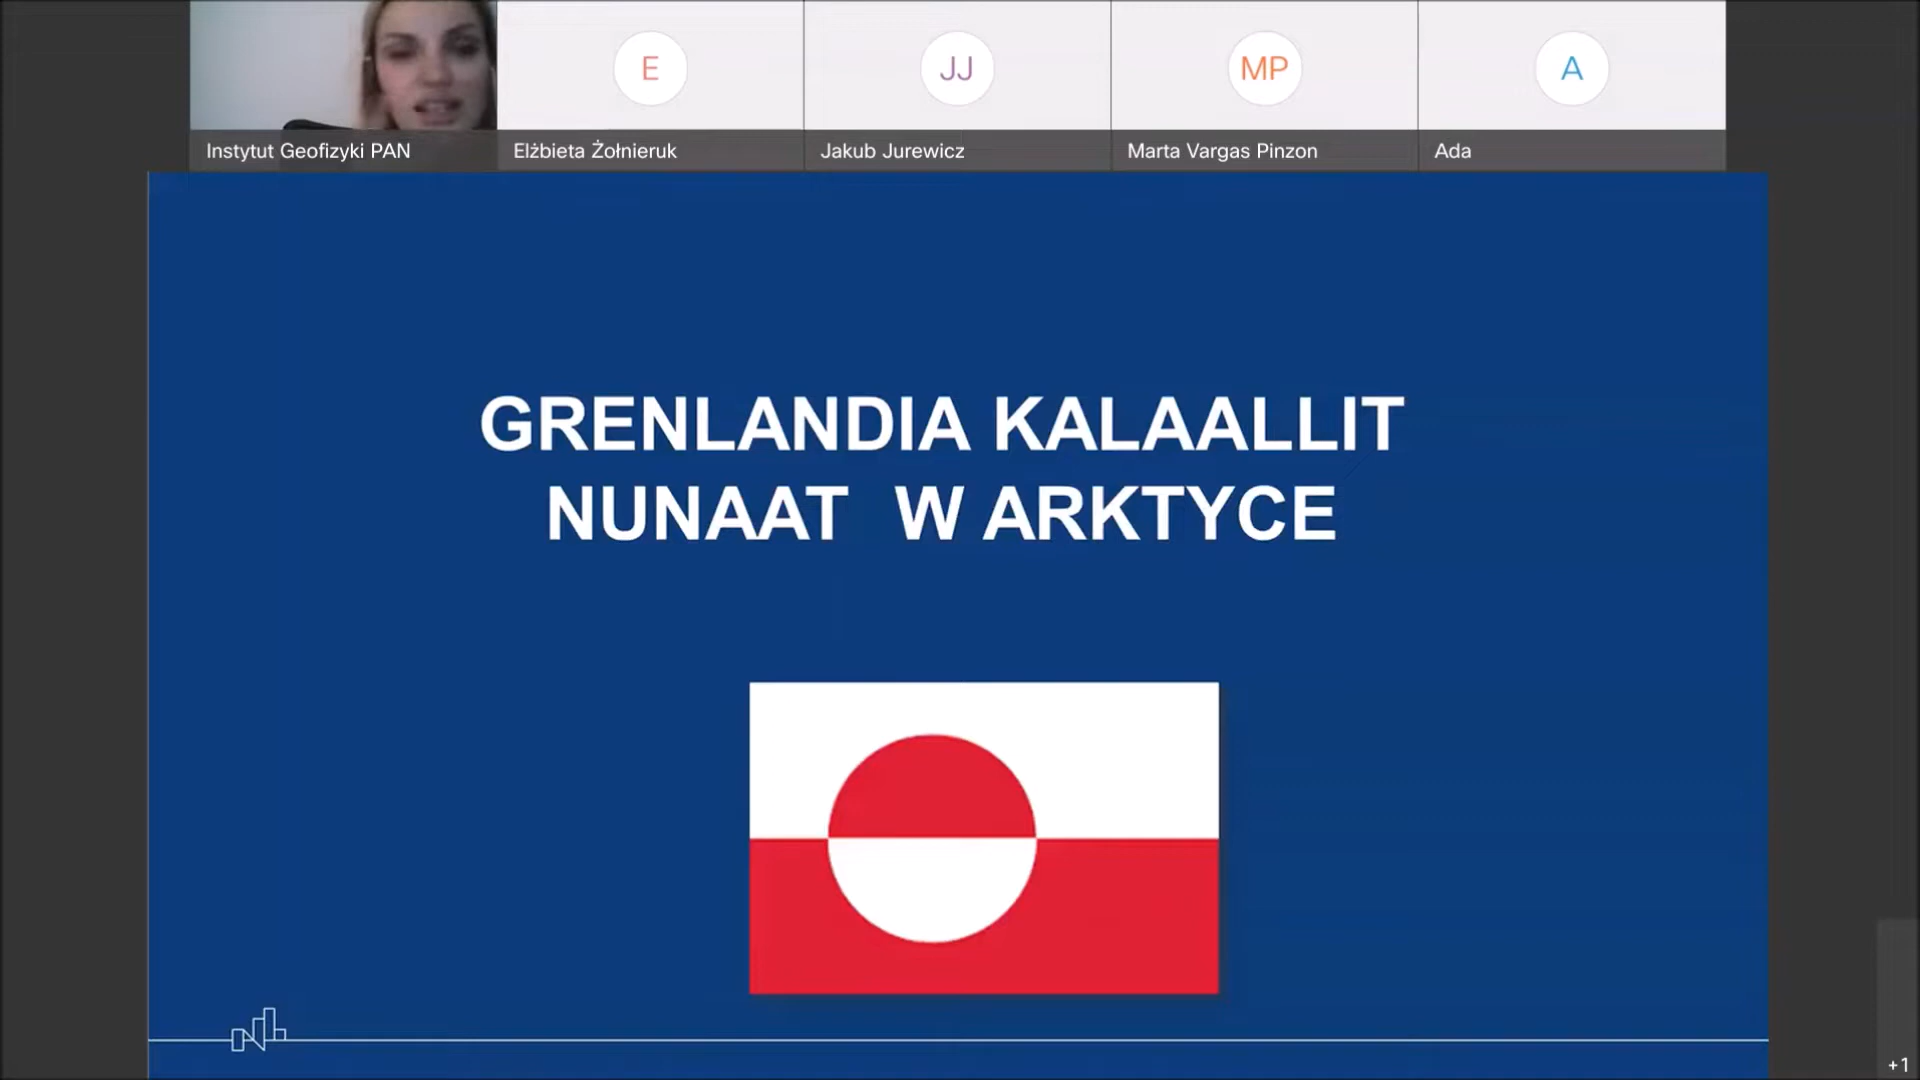 E
JJ
MP
A
Instytut Geofizyki PAN
Elżbieta Żołnieruk
Jakub Jurewicz
Marta Vargas Pinzon
Ada
GRENLANDIA KALAALLIT
NUNAAT W ARKTYCE
+1